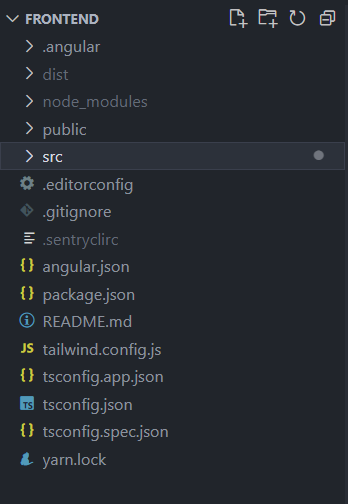 FRONTEND
.angular
dist
node_modules
public
src
.editorconfig
.gitignore
.sentryclirc
{} angular.json
{} package.json
README.md
JS tailwind.config.js
{} tsconfig.app.json
TS tsconfig.json
{} tsconfig.spec.json
yarn.lock